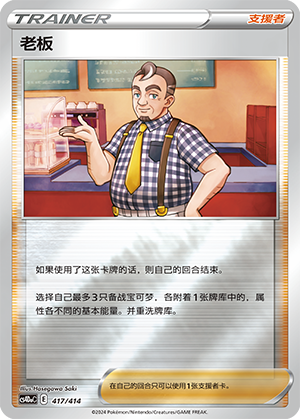 TRAINER 支援者
老板
如果使用了这张卡牌的话，则自己的回合结束。
选择自己最多3只备战宝可梦，各附着1张牌库中的，属
性各不同的基本能量。并重洗牌库。
Illus. Hasegawa Saki
在自己的回合只可以使用1张支援者卡。
E 417/414
©2024 Pokémon/Nintendo/Creatures/GAME FREAK.